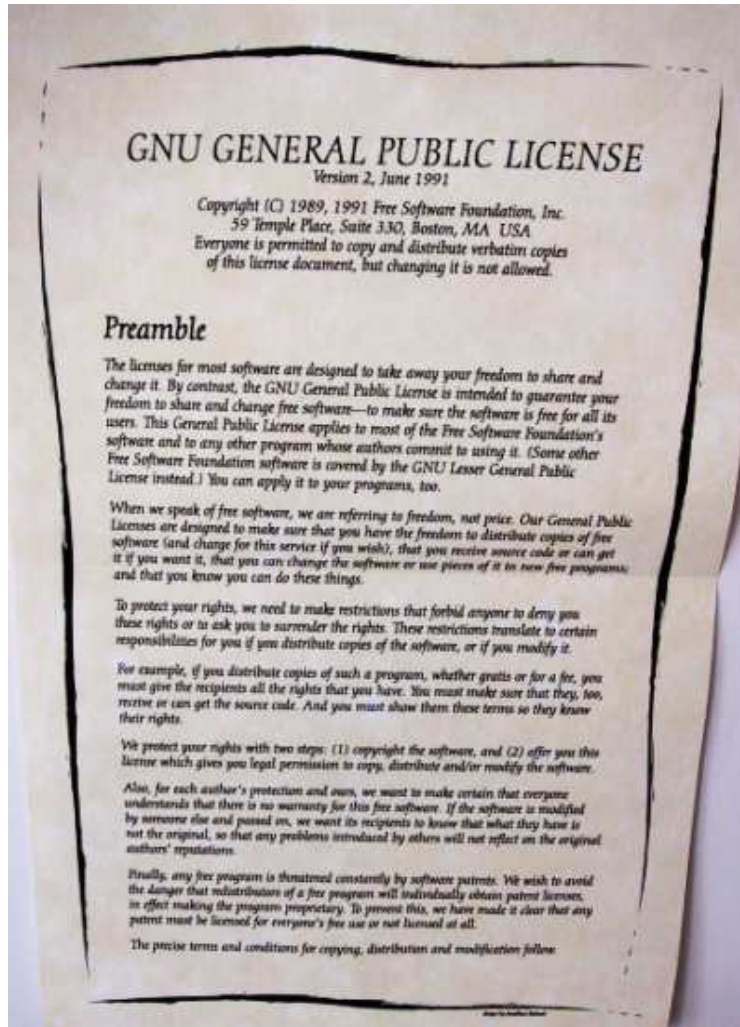 GNU GENERAL PUBLIC LICENSE
Version 2, June 1991
Copyright (C) 1989, 1991 Free Software Foundation, Inc.
59 Temple Place, Suite 330, Boston, MA USA
Everyone is permitted to copy and distribute verbatim copies
of this license document, but changing it is not allowed.
Preamble
The licenses for most software are designed to take away your freedom to share and
change it. By contrast, the GNU General Public License is intended to guarantee your
freedom to share and change free software—to make sure the software is free for all its
users. This General Public License applies to most of the Free Software Foundation's
software and to any other program whose authors commit to using it. (Some other
Free Software Foundation software is covered by the GNU Lesser General Public
License instead.) You can apply it to your programs, too.
When we speak of free software, we are referring to freedom, not price. Our General Public
Licenses are designed to make sure that you have the freedom to distribute copies of free
software (and charge for this service if you wish), that you receive source code or can get
it if you want it, that you can change the software or use pieces of it in new free programs;
and that you know you can do these things.
To protect your rights, we need to make restrictions that forbid anyone to deny you
these rights or to ask you to surrender the rights. These restrictions translate to certain
responsibilities for you if you distribute copies of the software, or if you modify it.
For example, if you distribute copies of such a program, whether gratis or for a fee, you
must give the recipients all the rights that you have. You must make sure that they, too,
receive or can get the source code. And you must show them these terms so they know
their rights.
We protect your rights with two steps: (1) copyright the software, and (2) offer you this
license which gives you legal permission to copy, distribute and/or modify the software.
Also, for each author's protection and ours, we want to make certain that everyone
understands that there is no warranty for this free software. If the software is modified
by someone else and passed on, we want its recipients to know that what they have is
not the original, so that any problems introduced by others will not reflect on the original
authors' reputations.
Finally, any free program is threatened constantly by software patents. We wish to avoid
the danger that redistributors of a free program will individually obtain patent licenses,
in effect making the program proprietary. To prevent this, we have made it clear that any
patent must be licensed for everyone's free use or not licensed at all.
The precise terms and conditions for copying, distribution and modification follow.